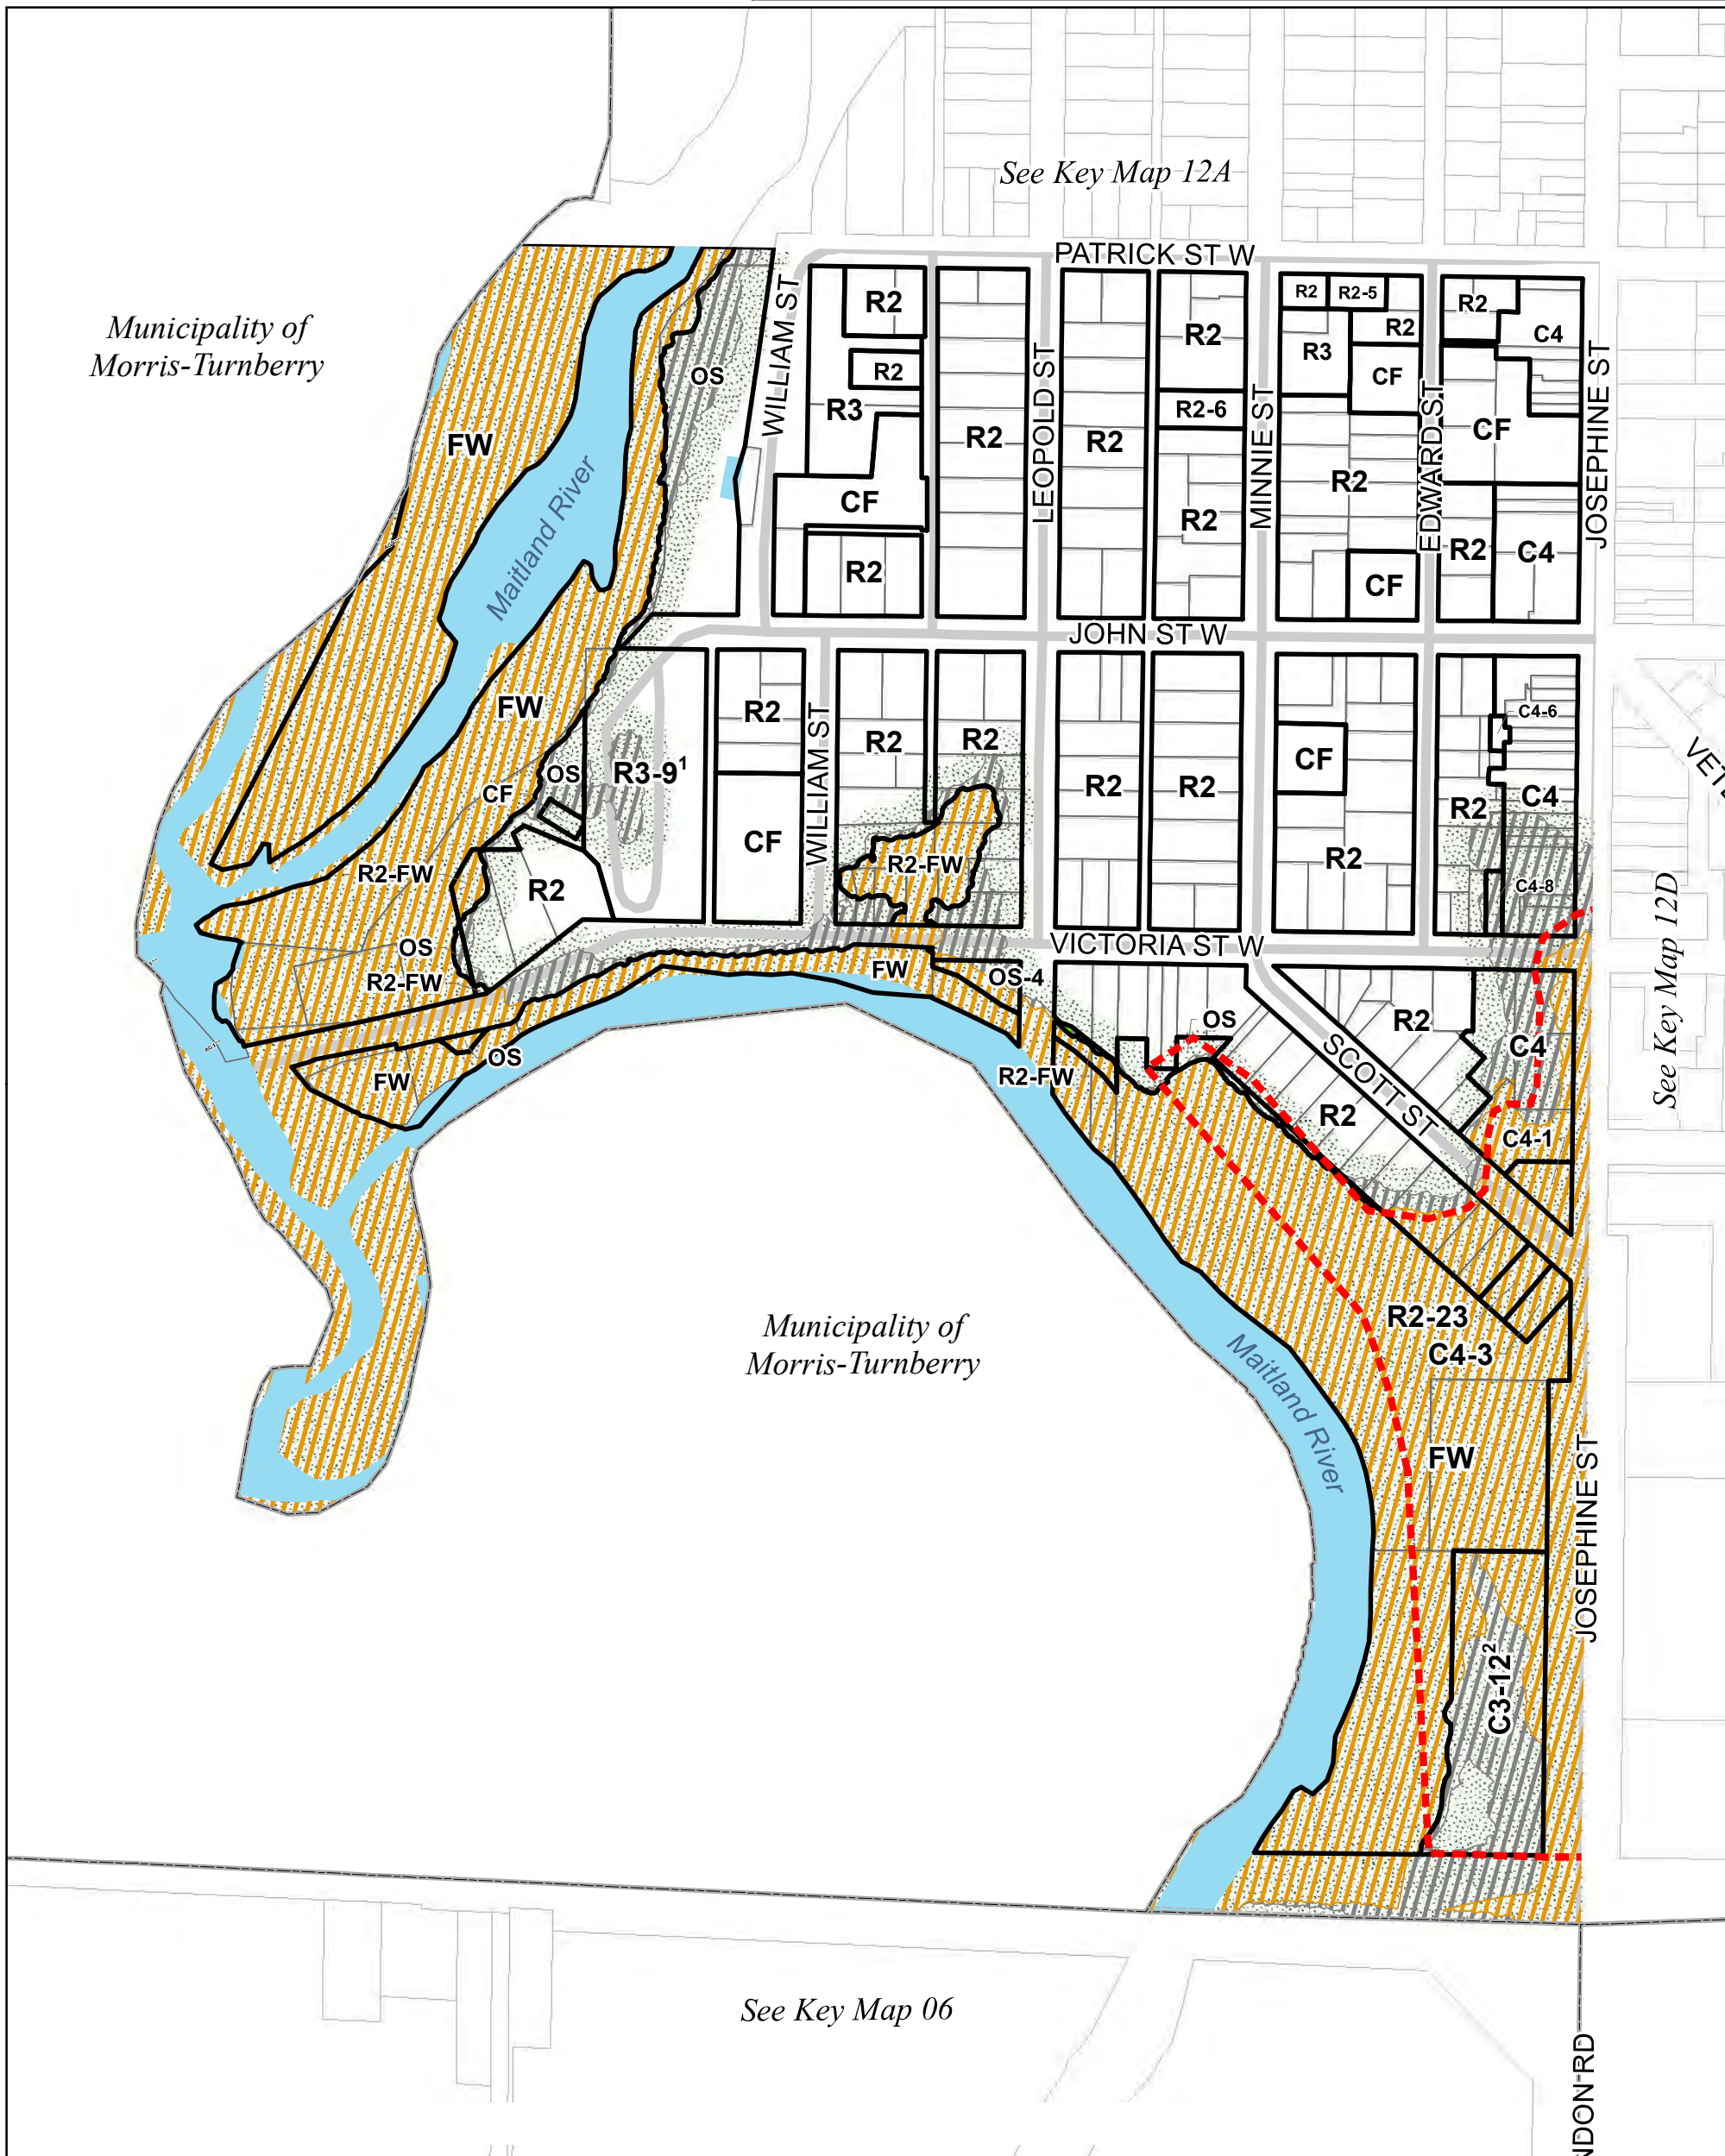 See Key Map 12A
PATRICK ST W
Municipality of
Morris-Turnberry
WILLIAM ST
R2
R2
R3
CF
R2
R2
LEOPOLD ST
R2
R2
R2-6
R2
MINNIE ST
R2
R2-5
R2
R3
CF
R2
CF
EDWARD ST
R2
C4
CF
R2
C4
JOSEPHINE ST
OS
FW
Maitland River
JOHN ST W
FW
OS
CF
R3-9¹
R2
CF
WILLIAM ST
R2
R2
R2-FW
R2
R2
CF
R2
C4-6
R2
C4
C4-8
See Key Map 12D
R2-FW
R2
OS
R2-FW
FW
OS
FW
OS-4
VICTORIA ST W
R2-FW
OS
R2
SCOTT ST
R2
C4
C4-1
R2-23
C4-3
Municipality of
Morris-Turnberry
Maitland River
FW
JOSEPHINE ST
C3-12²
See Key Map 06